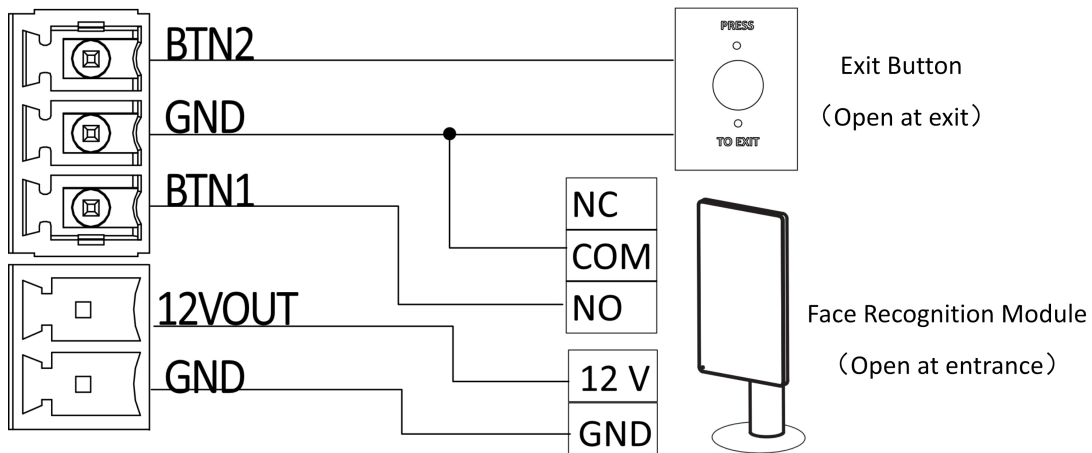 BTN2
GND
BTN1
12VOUT
GND
PRESS
TO EXIT
Exit Button
（Open at exit）
NC
COM
NO
12 V
GND
Face Recognition Module
（Open at entrance）